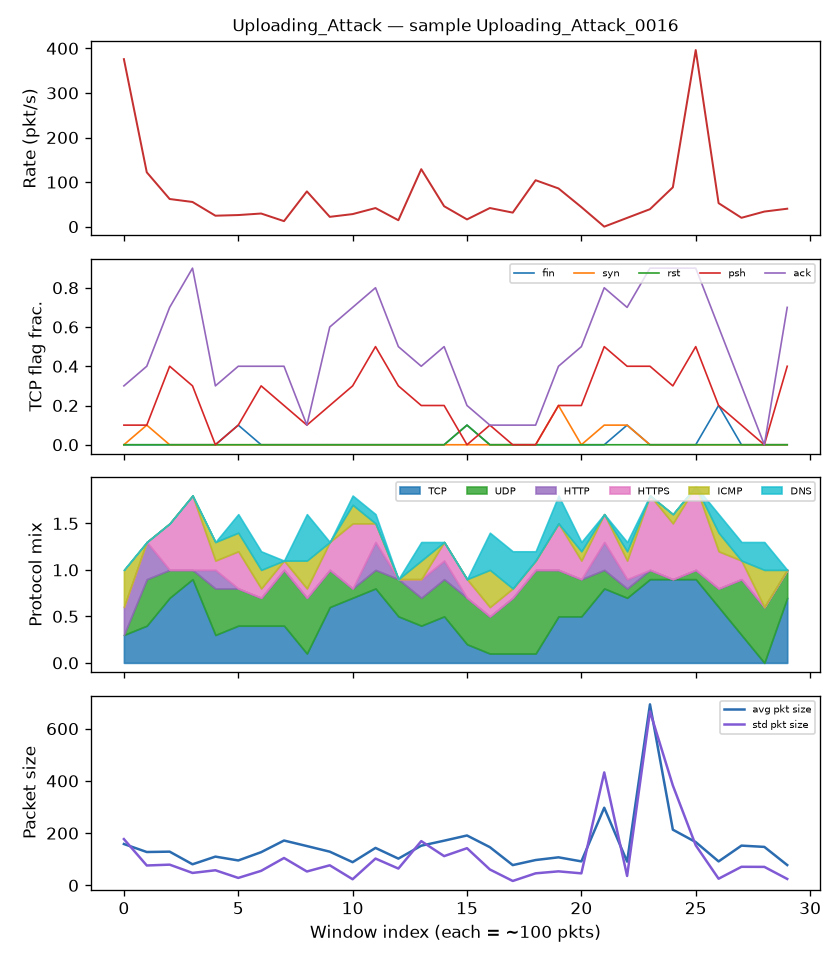 Uploading_Attack — sample Uploading_Attack_0016
400
300
200
100
0
Rate (pkt/s)
fin syn rst psh ack
0.8
0.6
0.4
0.2
0.0
TCP flag frac.
TCP UDP HTTP HTTPS ICMP DNS
1.5
1.0
0.5
0.0
Protocol mix
avg pkt size
std pkt size
600
400
200
0
Packet size
0 5 10 15 20 25 30
Window index (each = ~100 pkts)